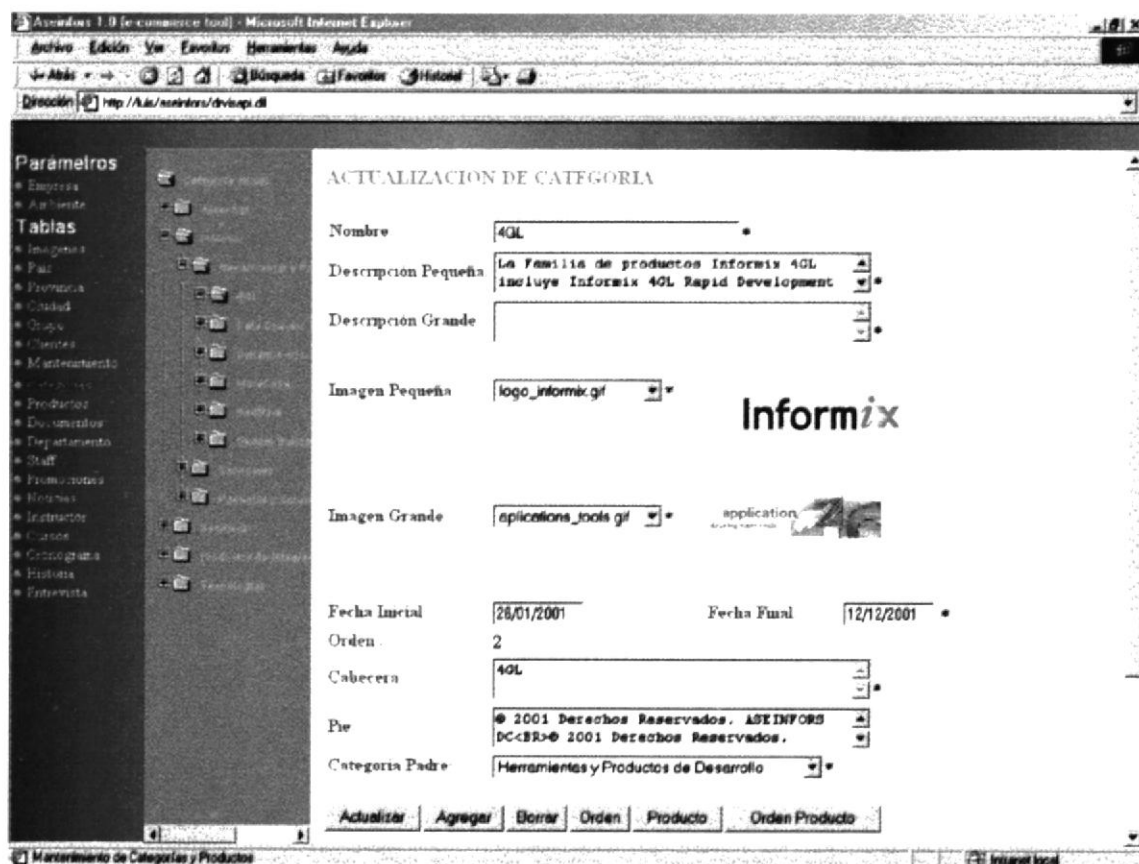 Aseinfors 1.0 [e-commerce tool] - Microsoft Internet Explorer
Archivo Edición Ver Favoritos Herramientas Ayuda
Atrás Búsqueda Favoritos Historial
Dirección http://luis/aseinfors/drvisapi.dll
Parámetros
Empresa
Ambiente
Tablas
Imagenes
Pais
Provincia
Ciudad
Grupo
Clientes
Mantenimiento
Categorias
Productos
Documentos
Departamento
Staff
Promociones
Noticias
Instructor
Cursos
Cronograma
Historia
Entrevista
ACTUALIZACION DE CATEGORIA
Nombre 4GL *
Descripción Pequeña La Familia de productos Informix 4GL
incluye Informix 4GL Rapid Development *
Descripción Grande *
Imagen Pequeña logo_informix.gif *
Informix
Imagen Grande aplications_tools.gif *
application
Fecha Inicial 26/01/2001 Fecha Final 12/12/2001 *
Orden 2
Cabecera 4GL *
Pie © 2001 Derechos Reservados. ASEINFORS
DC<BR>© 2001 Derechos Reservados.
Categoria Padre Herramientas y Productos de Desarrollo *
Actualizar Agregar Borrar Orden Producto Orden Producto
Mantenimiento de Categorías y Productos Intranet local